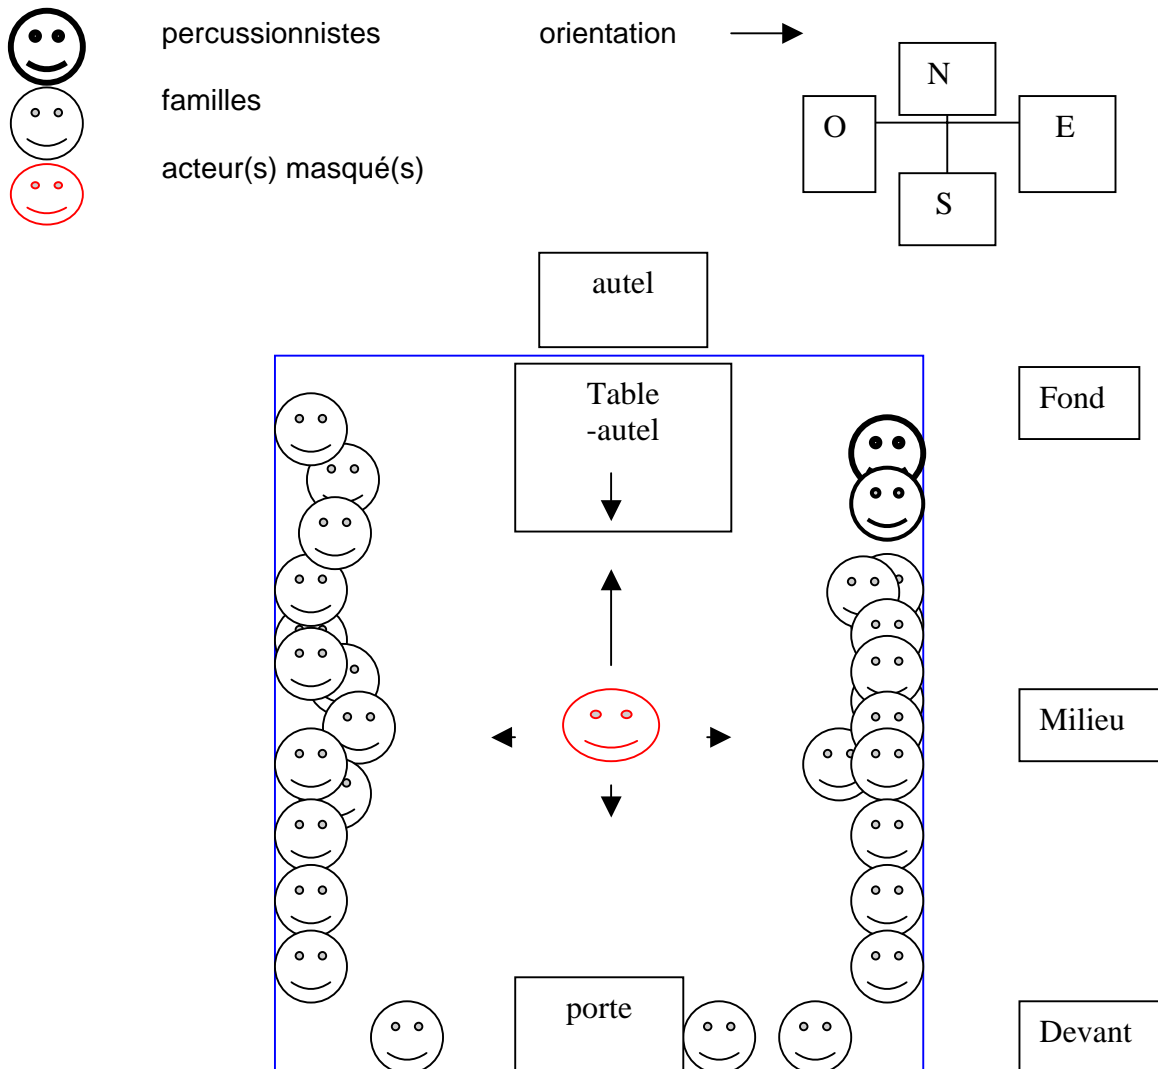 percussionnistes
orientation
familles
acteur(s) masqué(s)
N
O
E
S
autel
Table
-autel
Fond
Milieu
porte
Devant